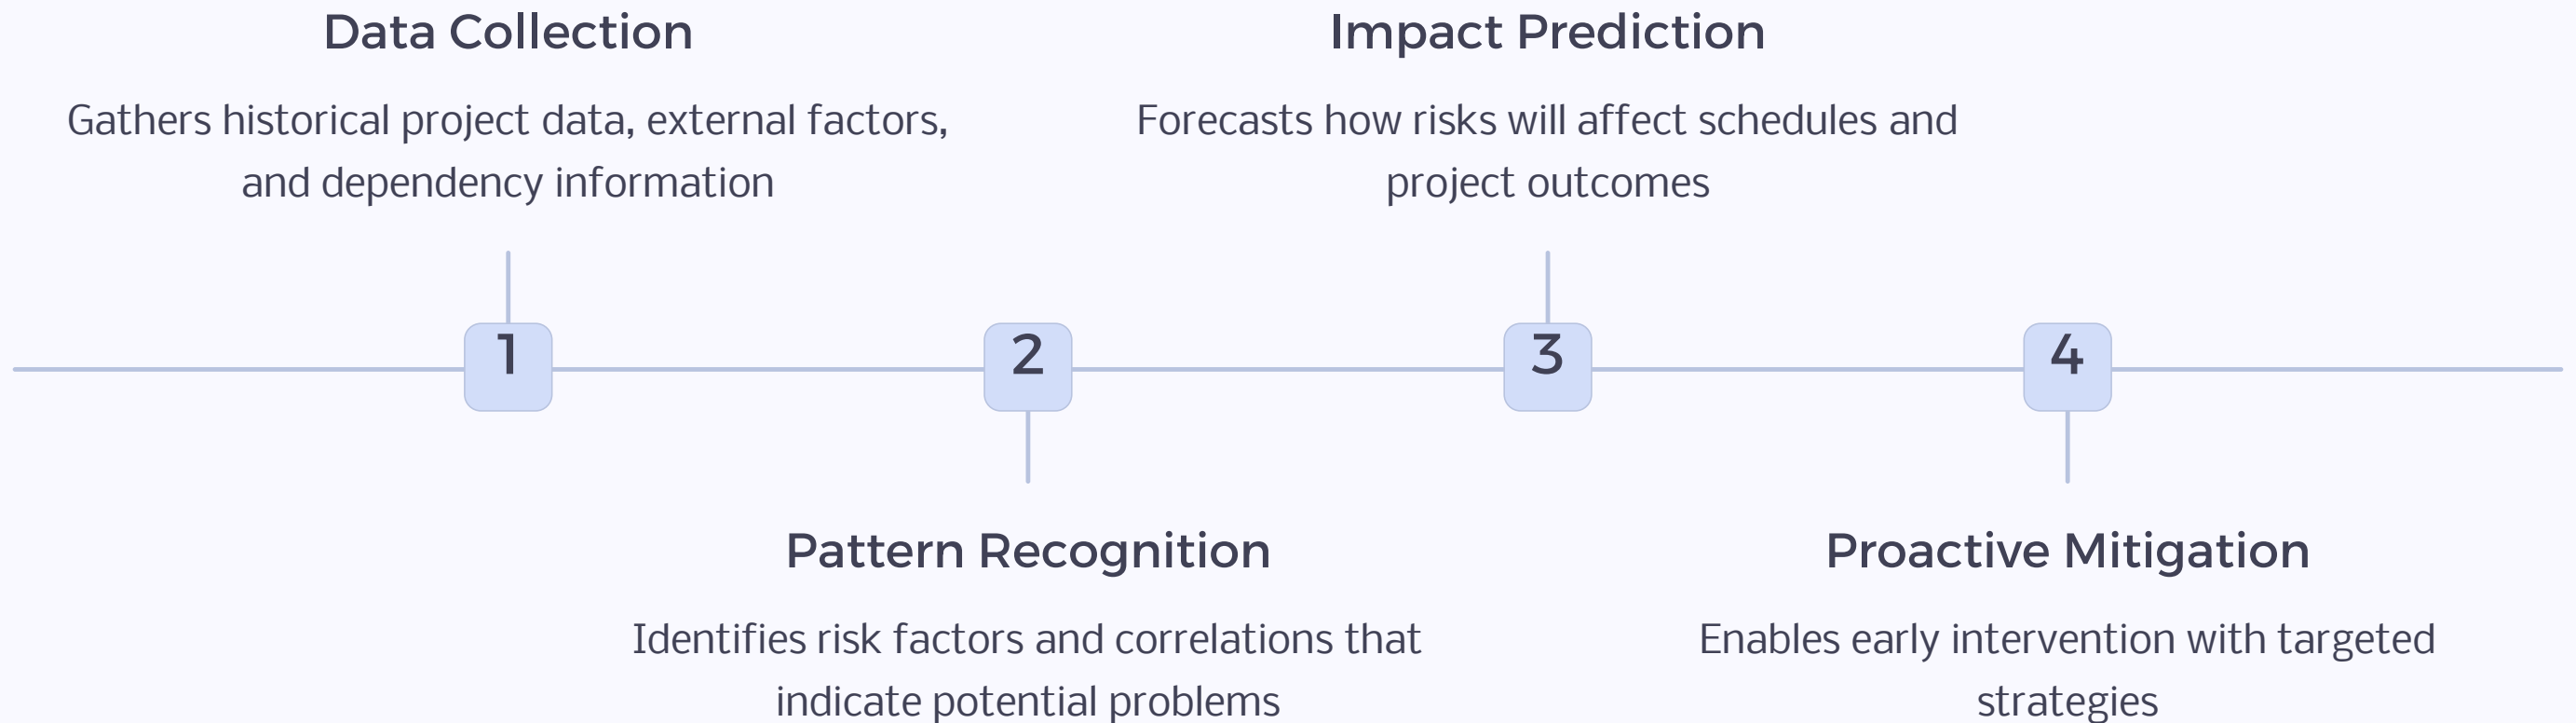 Data Collection
Gathers historical project data, external factors,
and dependency information
1
2
Pattern Recognition
Identifies risk factors and correlations that
indicate potential problems
Impact Prediction
Forecasts how risks will affect schedules and
project outcomes
3
4
Proactive Mitigation
Enables early intervention with targeted
strategies